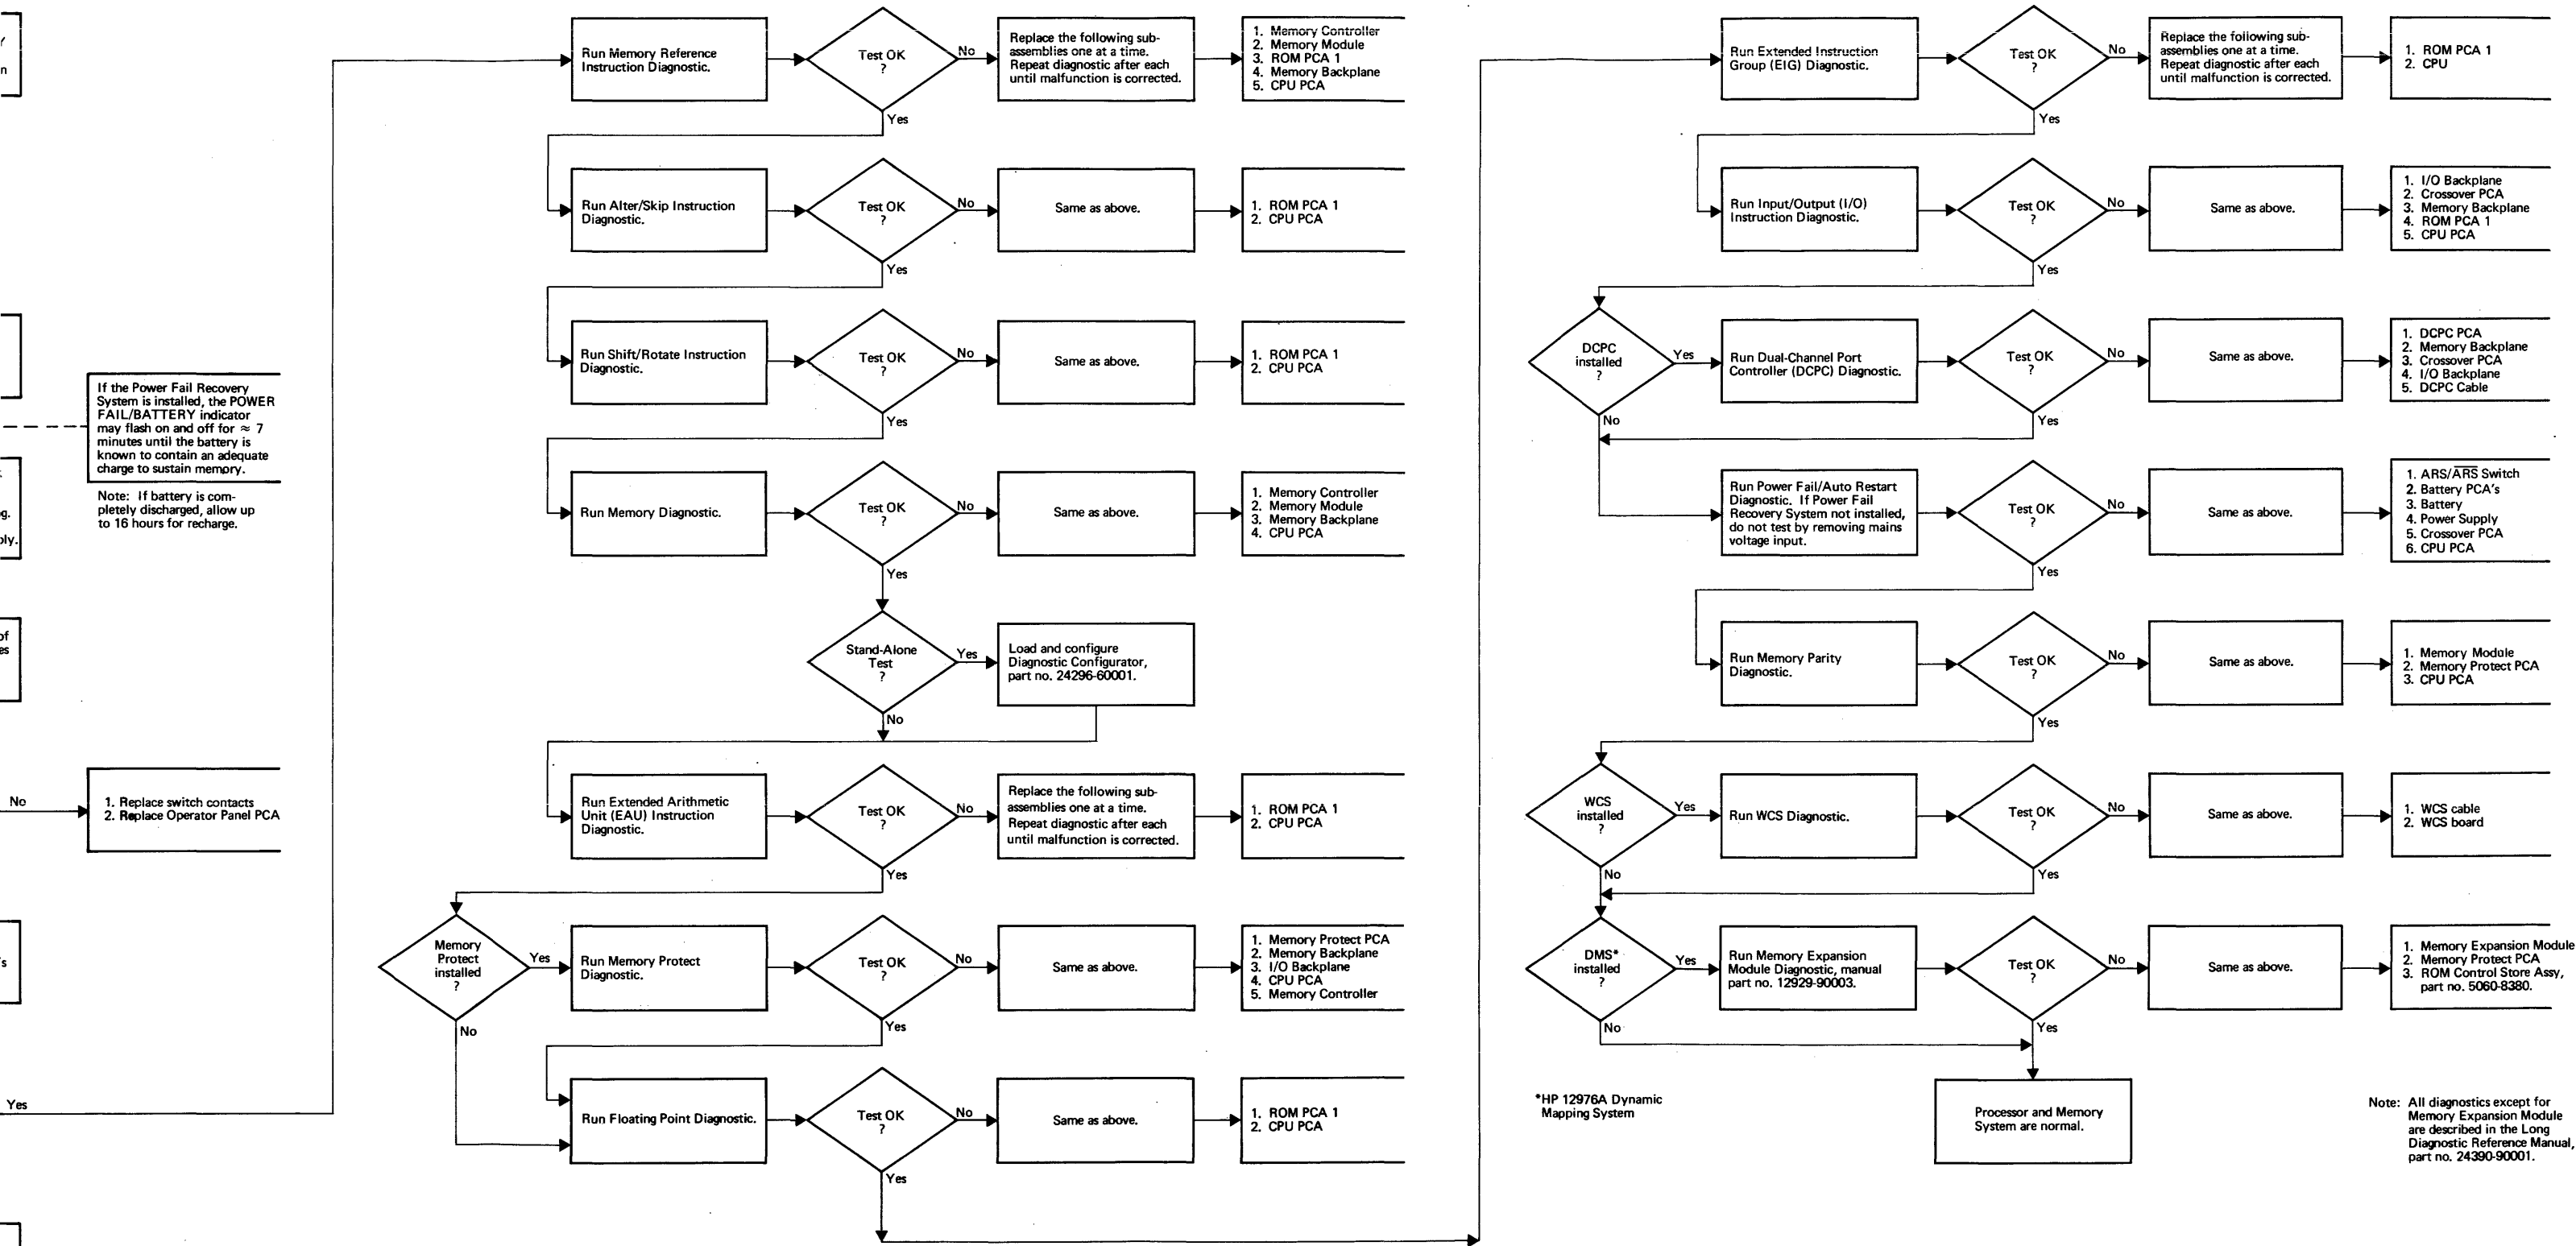 If the Power Fail Recovery
System is installed, the POWER
FAIL/BATTERY indicator
may flash on and off for ≈ 7
minutes until the battery is
known to contain an adequate
charge to sustain memory.
Note: If battery is com-
pletely discharged, allow up
to 16 hours for recharge.
g.
ply.
of
es
No
1. Replace switch contacts
2. Replace Operator Panel PCA
's
Yes
Run Memory Reference
Instruction Diagnostic.
Test OK
?
No
Yes
Replace the following sub-
assemblies one at a time.
Repeat diagnostic after each
until malfunction is corrected.
1. Memory Controller
2. Memory Module
3. ROM PCA 1
4. Memory Backplane
5. CPU PCA
Run Alter/Skip Instruction
Diagnostic.
Test OK
?
No
Yes
Same as above.
1. ROM PCA 1
2. CPU PCA
Run Shift/Rotate Instruction
Diagnostic.
Test OK
?
No
Yes
Same as above.
1. ROM PCA 1
2. CPU PCA
Run Memory Diagnostic.
Test OK
?
No
Yes
Same as above.
1. Memory Controller
2. Memory Module
3. Memory Backplane
4. CPU PCA
Stand-Alone
Test
?
Yes
No
Load and configure
Diagnostic Configurator,
part no. 24296-60001.
Run Extended Arithmetic
Unit (EAU) Instruction
Diagnostic.
Test OK
?
No
Yes
Replace the following sub-
assemblies one at a time.
Repeat diagnostic after each
until malfunction is corrected.
1. ROM PCA 1
2. CPU PCA
Memory
Protect
installed
?
Yes
No
Run Memory Protect
Diagnostic.
Test OK
?
No
Yes
Same as above.
1. Memory Protect PCA
2. Memory Backplane
3. I/O Backplane
4. CPU PCA
5. Memory Controller
Run Floating Point Diagnostic.
Test OK
?
No
Yes
Same as above.
1. ROM PCA 1
2. CPU PCA
Run Extended Instruction
Group (EIG) Diagnostic.
Test OK
?
No
Yes
Replace the following sub-
assemblies one at a time.
Repeat diagnostic after each
until malfunction is corrected.
1. ROM PCA 1
2. CPU
Run Input/Output (I/O)
Instruction Diagnostic.
Test OK
?
No
Yes
Same as above.
1. I/O Backplane
2. Crossover PCA
3. Memory Backplane
4. ROM PCA 1
5. CPU PCA
DCPC
installed
?
Yes
No
Run Dual-Channel Port
Controller (DCPC) Diagnostic.
Test OK
?
No
Yes
Same as above.
1. DCPC PCA
2. Memory Backplane
3. Crossover PCA
4. I/O Backplane
5. DCPC Cable
Run Power Fail/Auto Restart
Diagnostic. If Power Fail
Recovery System not installed,
do not test by removing mains
voltage input.
Test OK
?
No
Yes
Same as above.
1. ARS/A̅R̅S̅ Switch
2. Battery PCA's
3. Battery
4. Power Supply
5. Crossover PCA
6. CPU PCA
Run Memory Parity
Diagnostic.
Test OK
?
No
Yes
Same as above.
1. Memory Module
2. Memory Protect PCA
3. CPU PCA
WCS
installed
?
Yes
No
Run WCS Diagnostic.
Test OK
?
No
Yes
Same as above.
1. WCS cable
2. WCS board
DMS*
installed
?
Yes
No
Run Memory Expansion
Module Diagnostic, manual
part no. 12929-90003.
Test OK
?
No
Yes
Same as above.
1. Memory Expansion Module
2. Memory Protect PCA
3. ROM Control Store Assy,
part no. 5060-8380.
*HP 12976A Dynamic
Mapping System
Processor and Memory
System are normal.
Note: All diagnostics except for
Memory Expansion Module
are described in the Long
Diagnostic Reference Manual,
part no. 24390-90001.